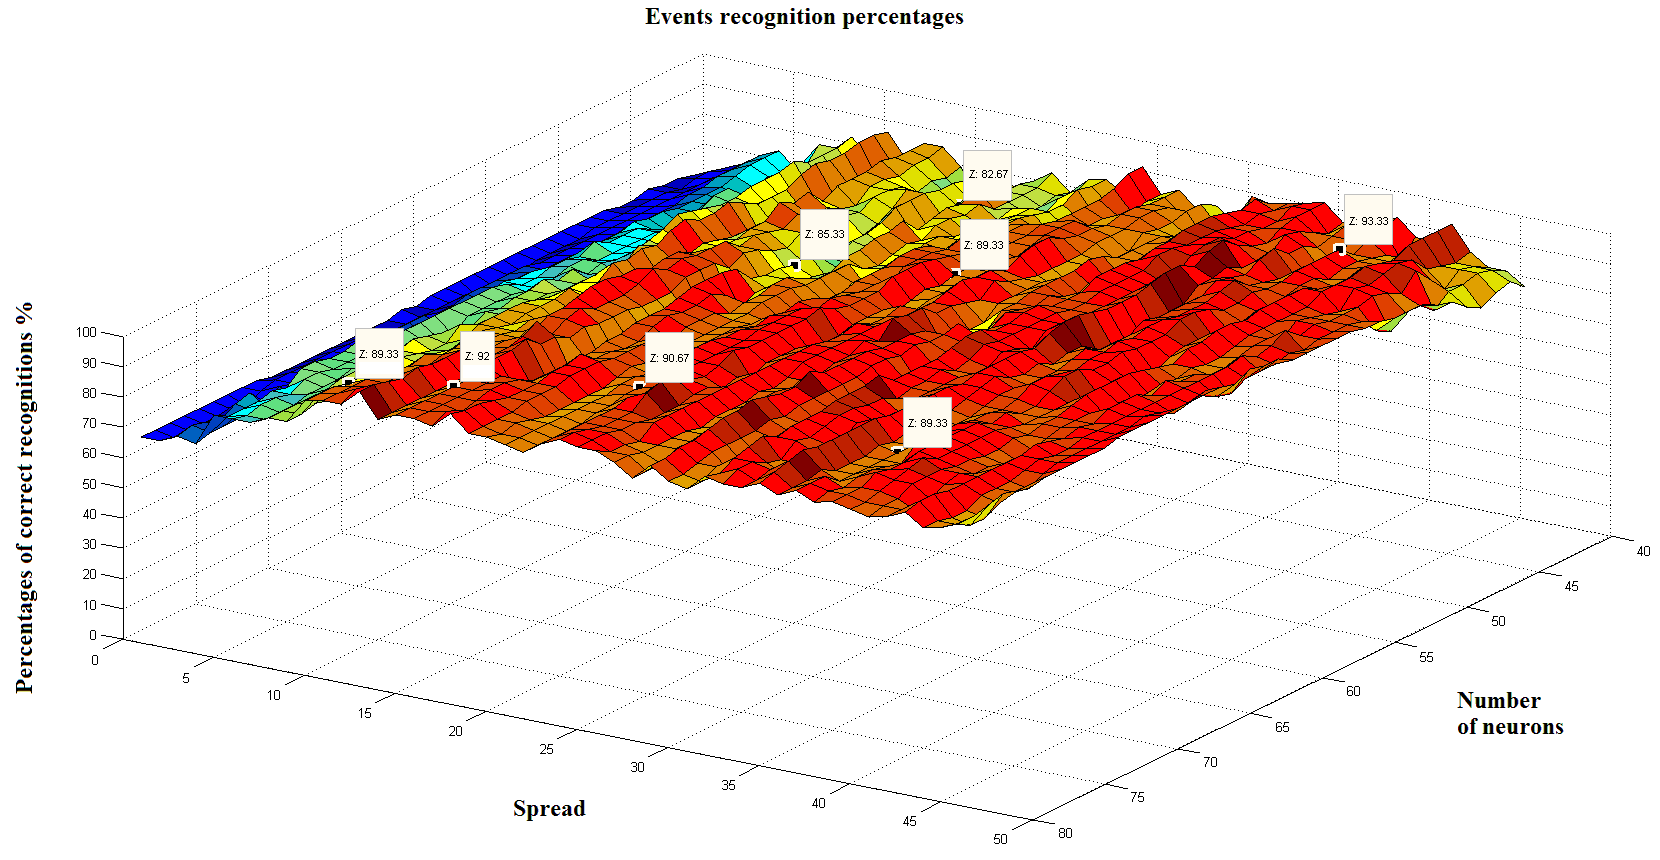 Events recognition percentages
Z: 82.67
Z: 93.33
Z: 85.33
Z: 89.33
Z: 89.33
Z: 92
Z: 90.67
Z: 89.33
Percentages of correct recognitions %
100
90
80
70
60
50
40
30
20
10
0
0
5
10
15
20
25
30
35
40
45
50
Spread
40
45
50
55
60
65
70
75
80
Number
of neurons